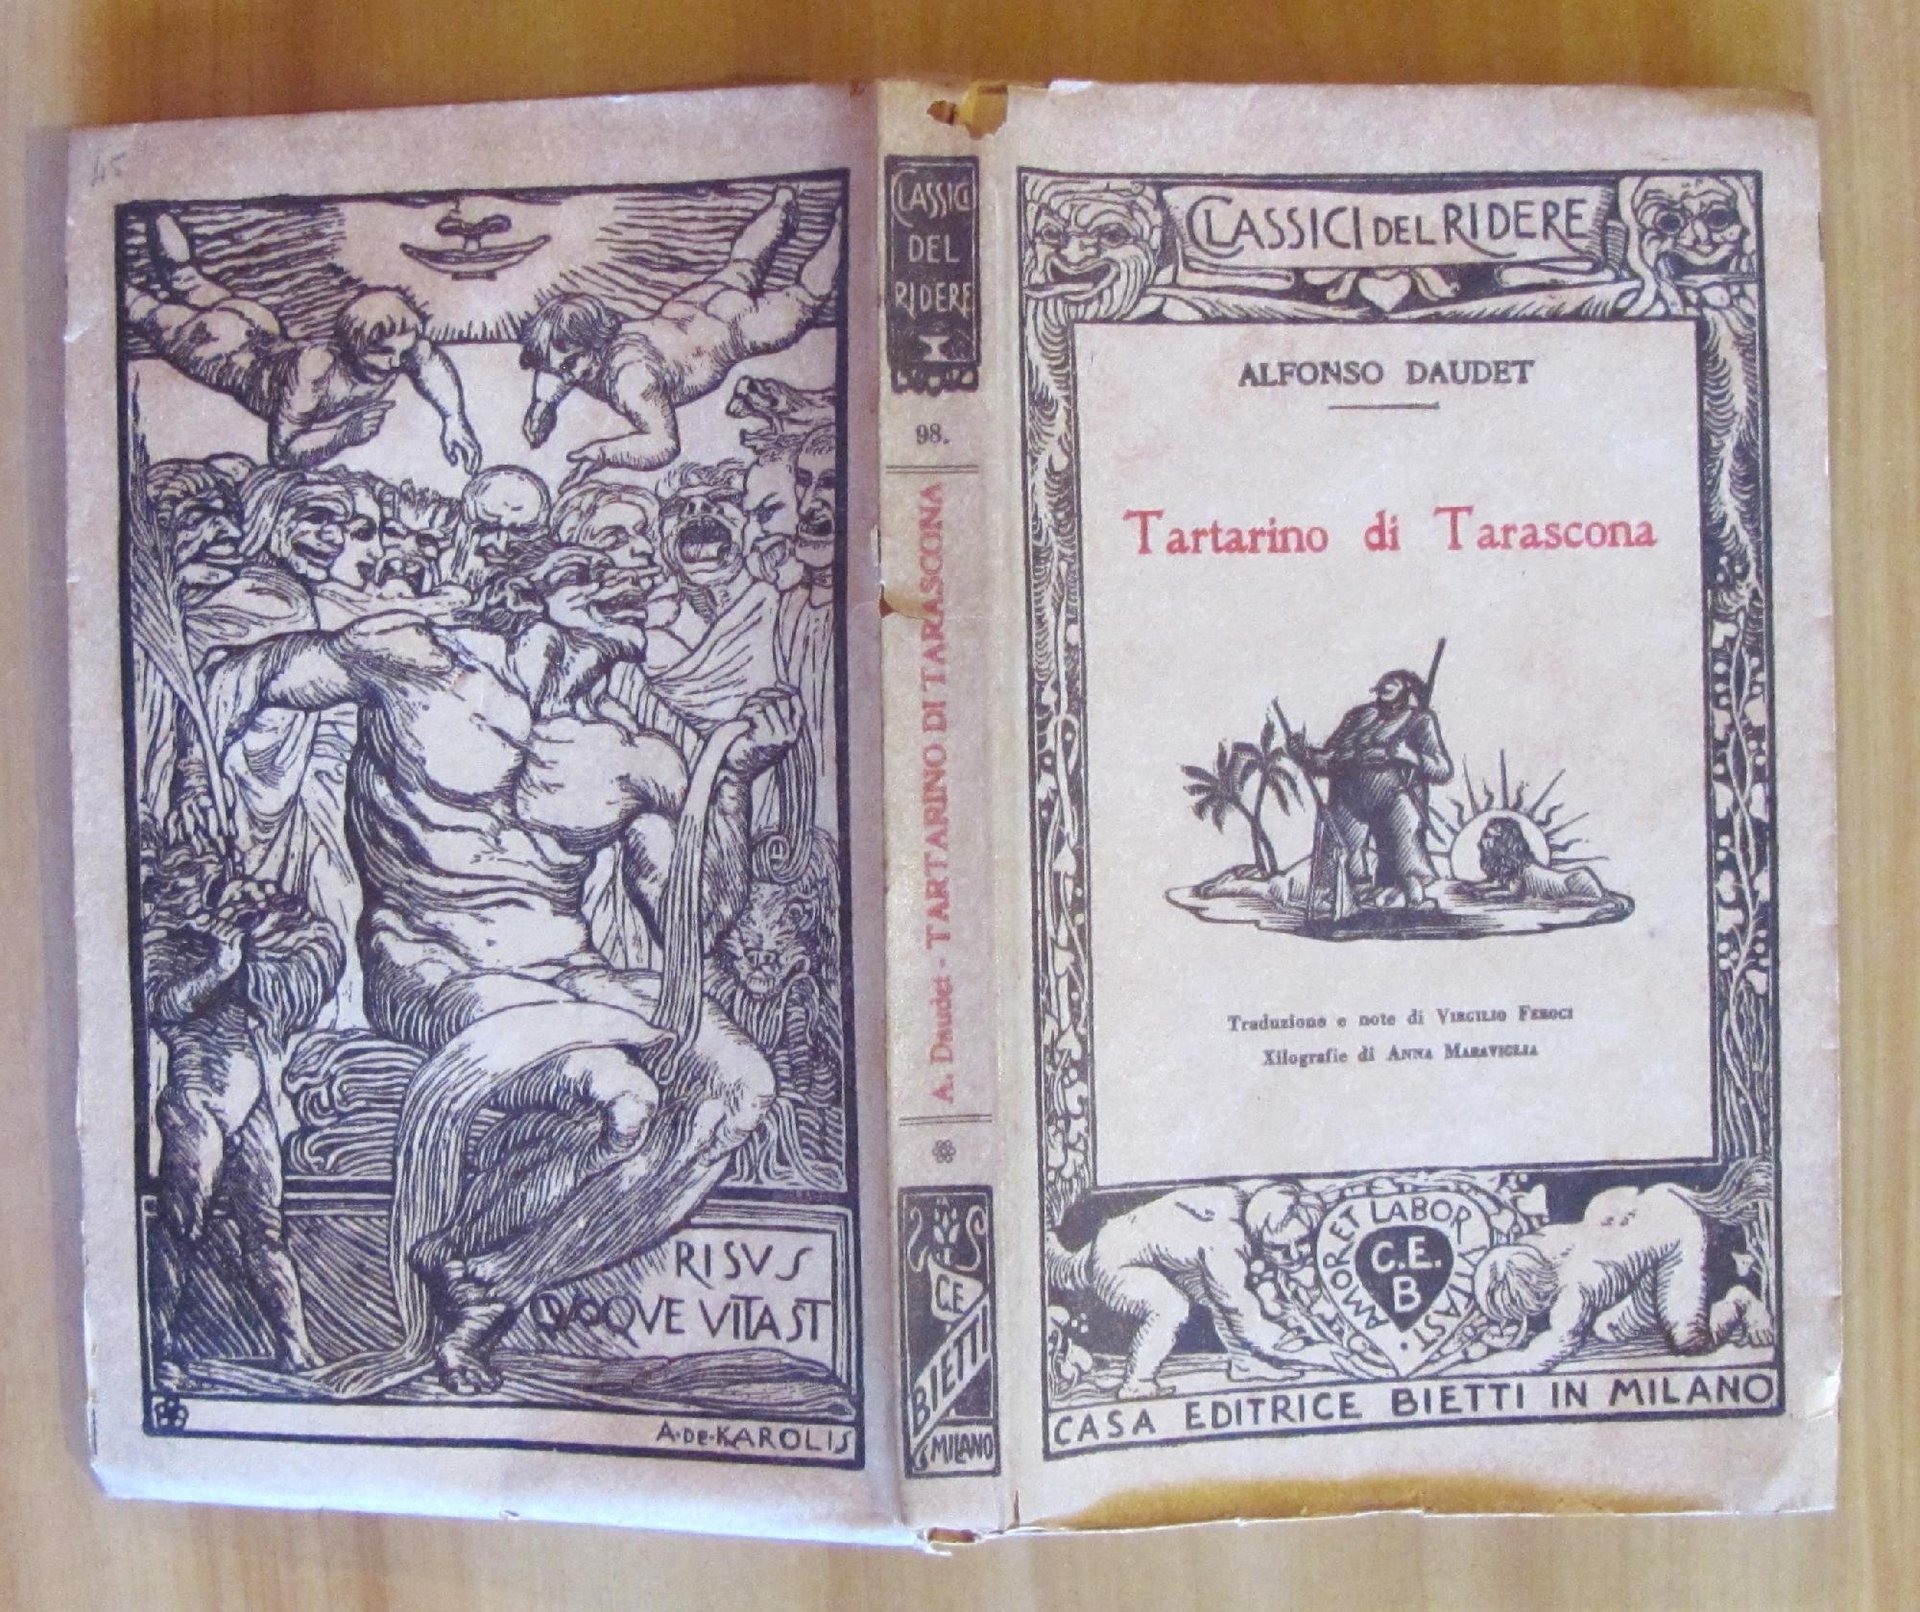 45
RISVS
QVOQVE VITA ST
A·DE·KAROLIS
CLASSICI
DEL
RIDERE
98.
A. Daudet - TARTARINO DI TARASCONA
C.E.
BIETTI
MILANO
CLASSICI DEL RIDERE
ALFONSO DAUDET
Tartarino di Tarascona
Traduzione e note di VIRGILIO FEROCI
Xilografie di ANNA MARAVIGLIA
AMOR ET LABOR VITAST
C.E.
B
CASA EDITRICE BIETTI IN MILANO